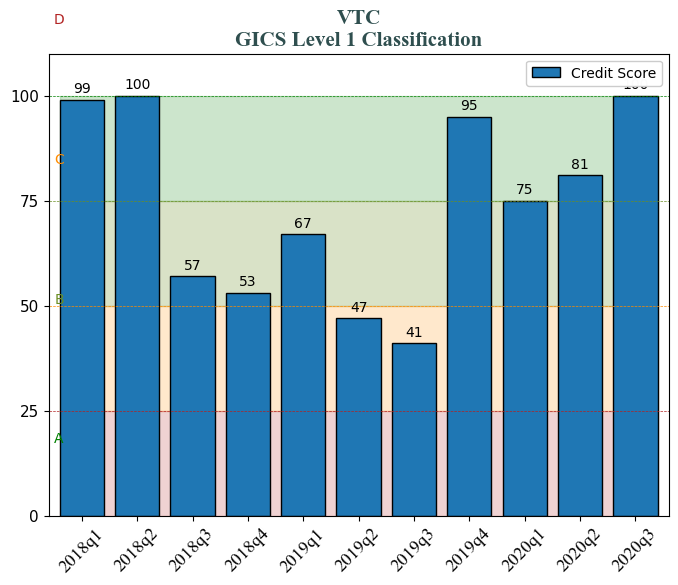 D
VTC
GICS Level 1 Classification
Credit Score
100
99
100
95
C
81
75
75
67
57
53
B
50
47
41
25
A
0
2018q1
2018q2
2018q3
2018q4
2019q1
2019q2
2019q3
2019q4
2020q1
2020q2
2020q3